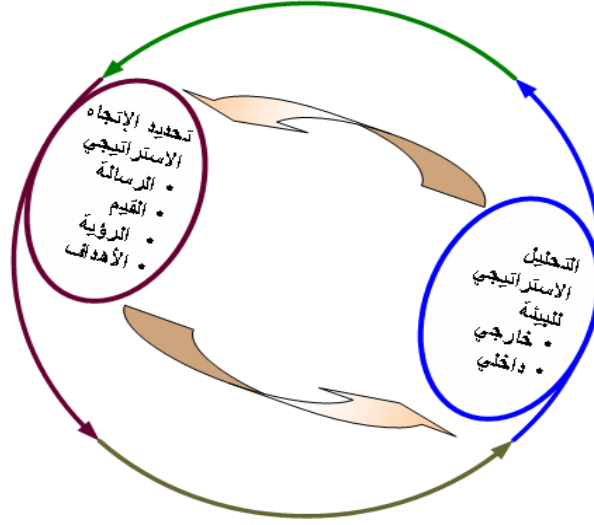 التحليل
الاستراتيجي
للبيئة
• خارجي
• داخلي
تحديد الإتجاه
الاستراتيجي
• الرسالة
• القيم
• الرؤية
• الأهداف